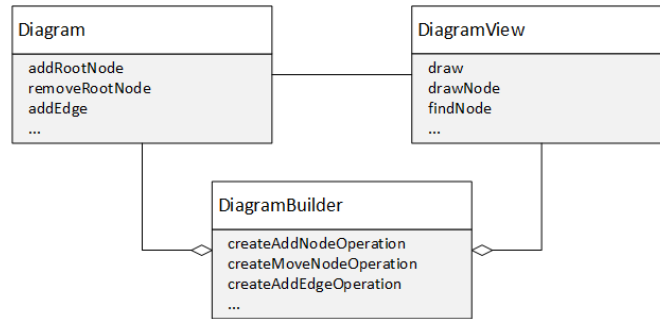 Diagram
addRootNode
removeRootNode
addEdge
...
DiagramView
draw
drawNode
findNode
...
DiagramBuilder
createAddNodeOperation
createMoveNodeOperation
createAddEdgeOperation
...